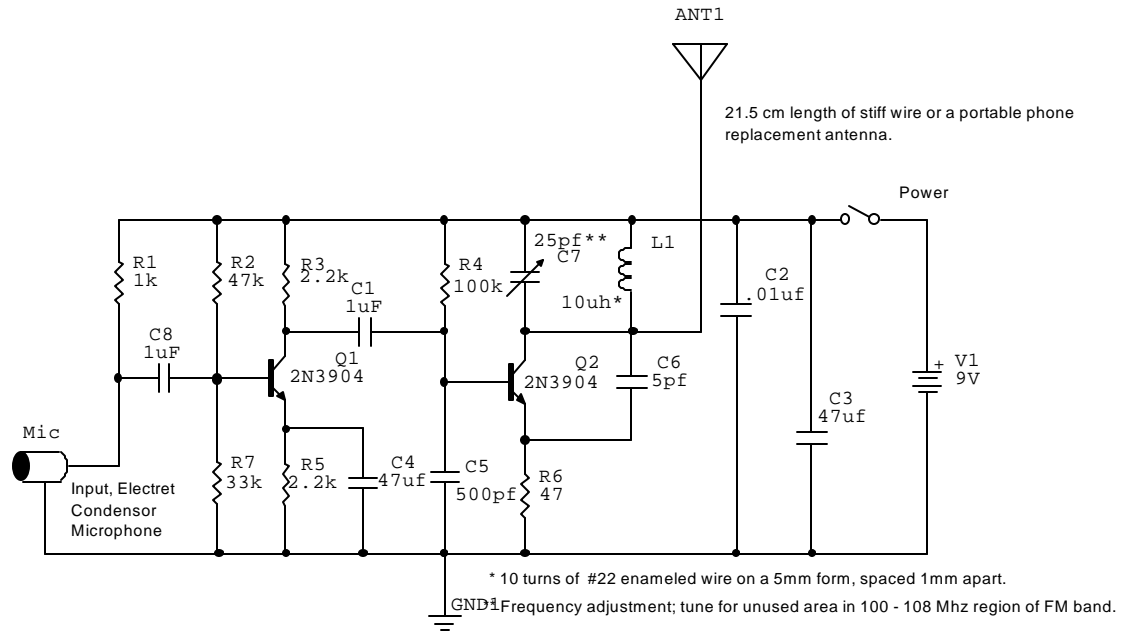 ANT1
21.5 cm length of stiff wire or a portable phone
replacement antenna.
Power
R1
1k
R2
47k
R3
2.2k
C1
1uF
R4
100k
25pf**
C7
L1
10uh*
C2
.01uf
C8
1uF
Q1
2N3904
Q2
2N3904
C6
5pf
+ V1
9V
C3
47uf
Mic
Input, Electret
Condensor
Microphone
R7
33k
R5
2.2k
C4
47uf
C5
500pf
R6
47
* 10 turns of #22 enameled wire on a 5mm form, spaced 1mm apart.
GND1
**Frequency adjustment; tune for unused area in 100 - 108 Mhz region of FM band.